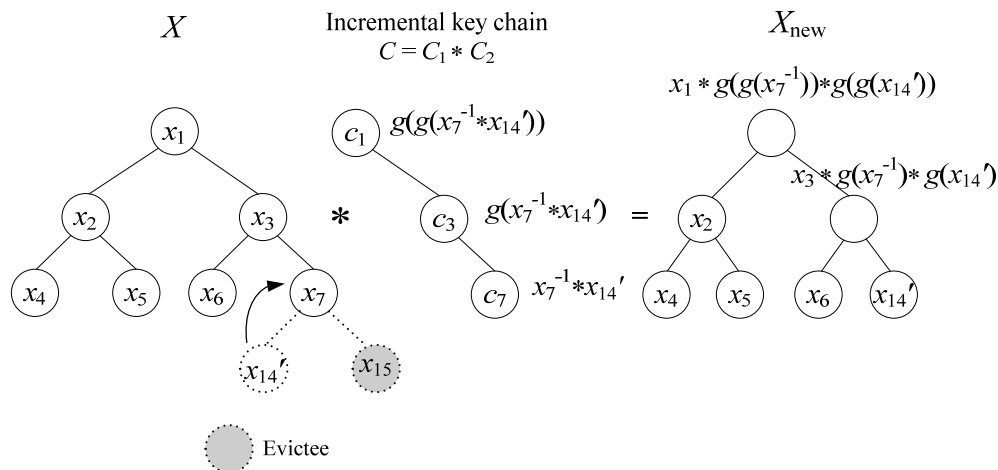 X
Incremental key chain
C = C₁ * C₂
X_new
x₁ * g(g(x₇⁻¹))*g(g(x₁₄′))
x₁
c₁
g(g(x₇⁻¹*x₁₄′))
x₃ * g(x₇⁻¹) * g(x₁₄′)
x₂
x₃
*
c₃
g(x₇⁻¹*x₁₄′)
=
x₂
x₄
x₅
x₆
x₇
c₇
x₇⁻¹*x₁₄′
x₄
x₅
x₆
x₁₄′
x₁₄′
x₁₅
Evictee